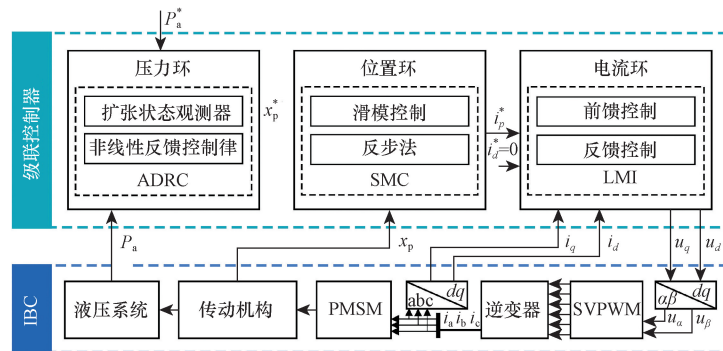 P*a
级联控制器
压力环
扩张状态观测器
非线性反馈控制律
ADRC
x*p
位置环
滑模控制
反步法
SMC
i*p
i*d=0
电流环
前馈控制
反馈控制
LMI
Pa
xp
iq
id
uq
ud
IBC
液压系统
传动机构
PMSM
dq
abc
ia ib ic
逆变器
SVPWM
dq
αβ
uα
uβ